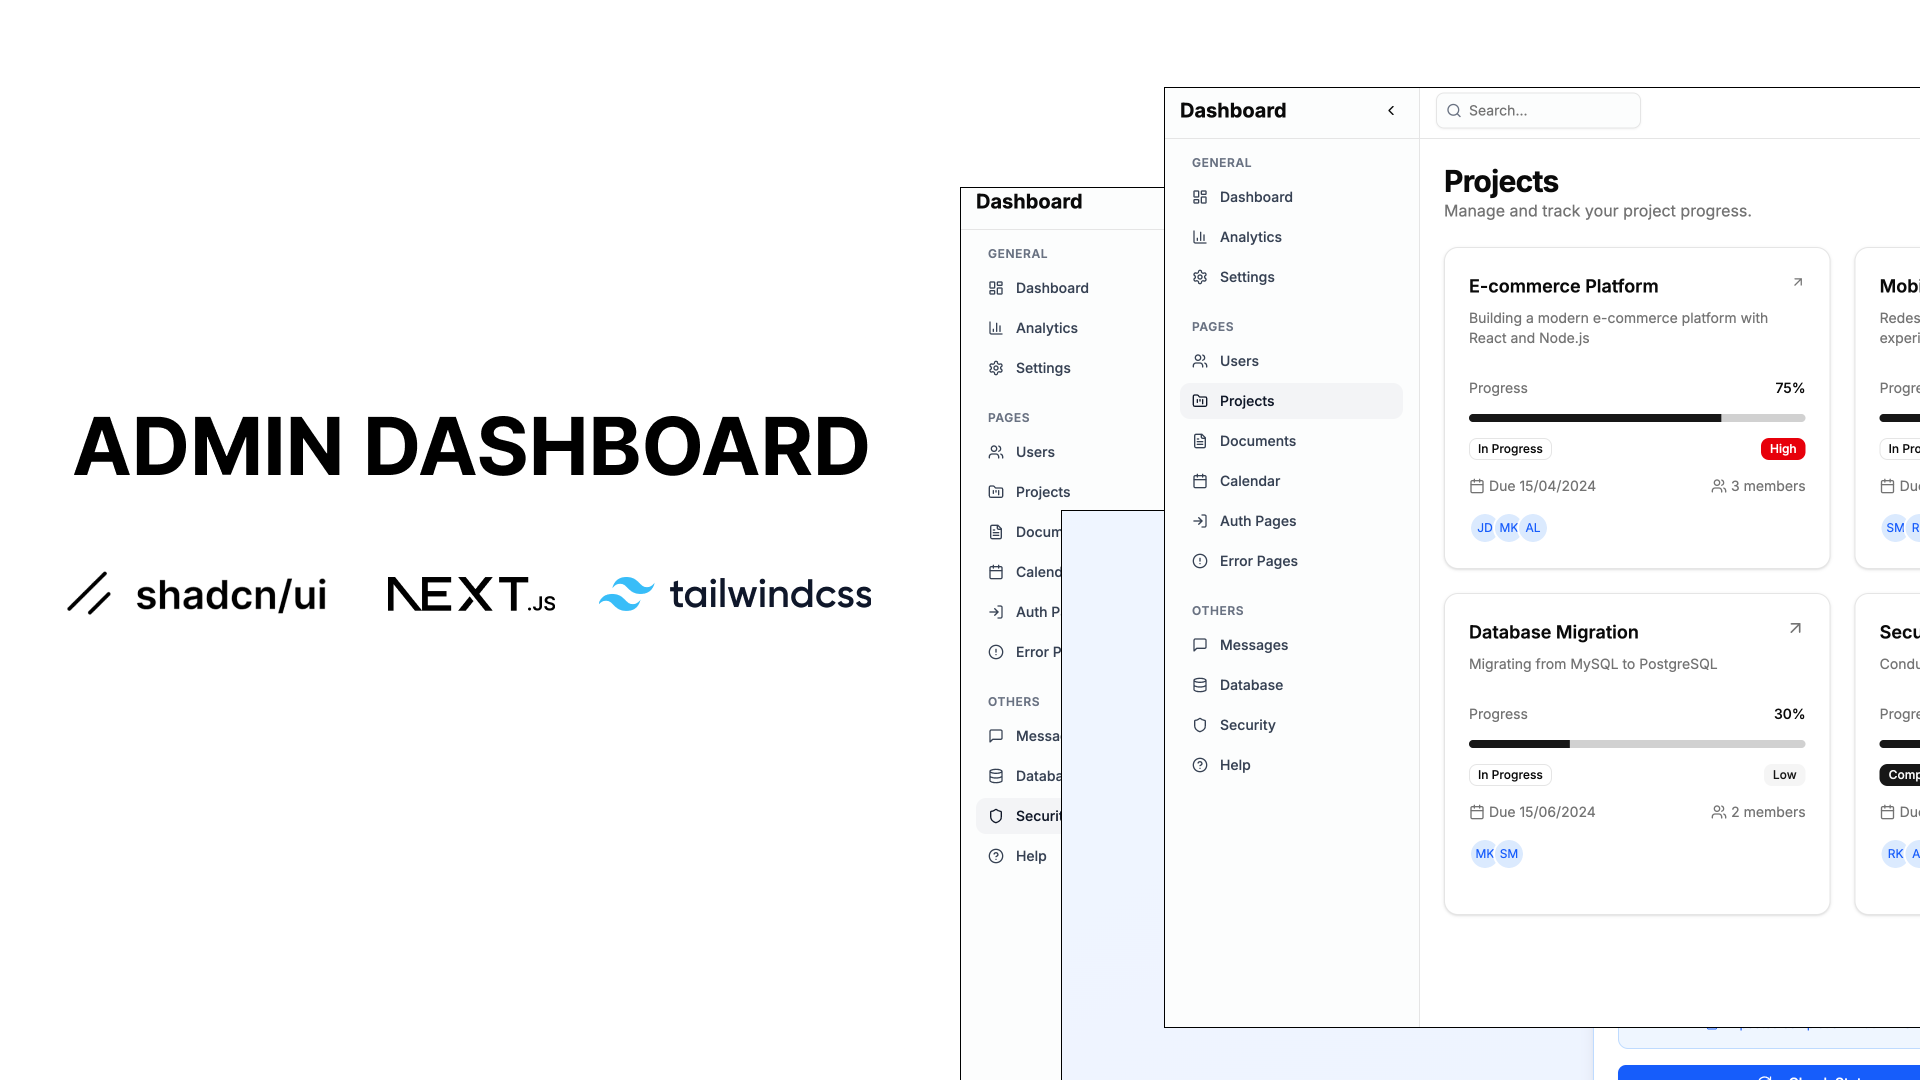 ADMIN DASHBOARD
shadcn/ui
NEXT.JS
tailwindcss
Dashboard
GENERAL
Dashboard
Analytics
Settings
PAGES
Users
Projects
Docum
Calend
Auth P
Error P
OTHERS
Messa
Databa
Securit
Help
Dashboard
Search...
GENERAL
Dashboard
Analytics
Settings
PAGES
Users
Projects
Documents
Calendar
Auth Pages
Error Pages
OTHERS
Messages
Database
Security
Help
Projects
Manage and track your project progress.
E-commerce Platform
Building a modern e-commerce platform with
React and Node.js
Progress 75%
In Progress High
Due 15/04/2024 3 members
JD MK AL
Mobi
Redes
experi
Progre
In Pro
Due
SM R
Database Migration
Migrating from MySQL to PostgreSQL
Progress 30%
In Progress Low
Due 15/06/2024 2 members
MK SM
Secu
Condu
Progre
Comp
Due
RK A